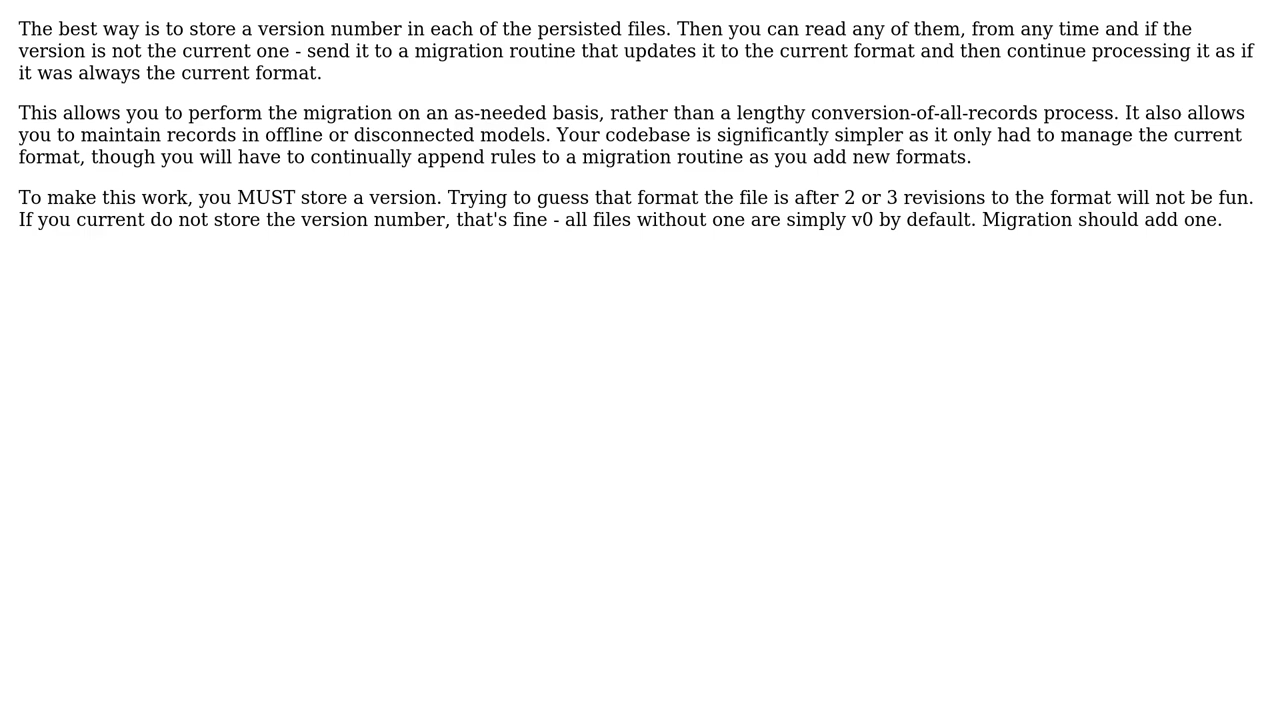 The best way is to store a version number in each of the persisted files. Then you can read any of them, from any time and if the
version is not the current one - send it to a migration routine that updates it to the current format and then continue processing it as if
it was always the current format.
This allows you to perform the migration on an as-needed basis, rather than a lengthy conversion-of-all-records process. It also allows
you to maintain records in offline or disconnected models. Your codebase is significantly simpler as it only had to manage the current
format, though you will have to continually append rules to a migration routine as you add new formats.
To make this work, you MUST store a version. Trying to guess that format the file is after 2 or 3 revisions to the format will not be fun.
If you current do not store the version number, that's fine - all files without one are simply v0 by default. Migration should add one.